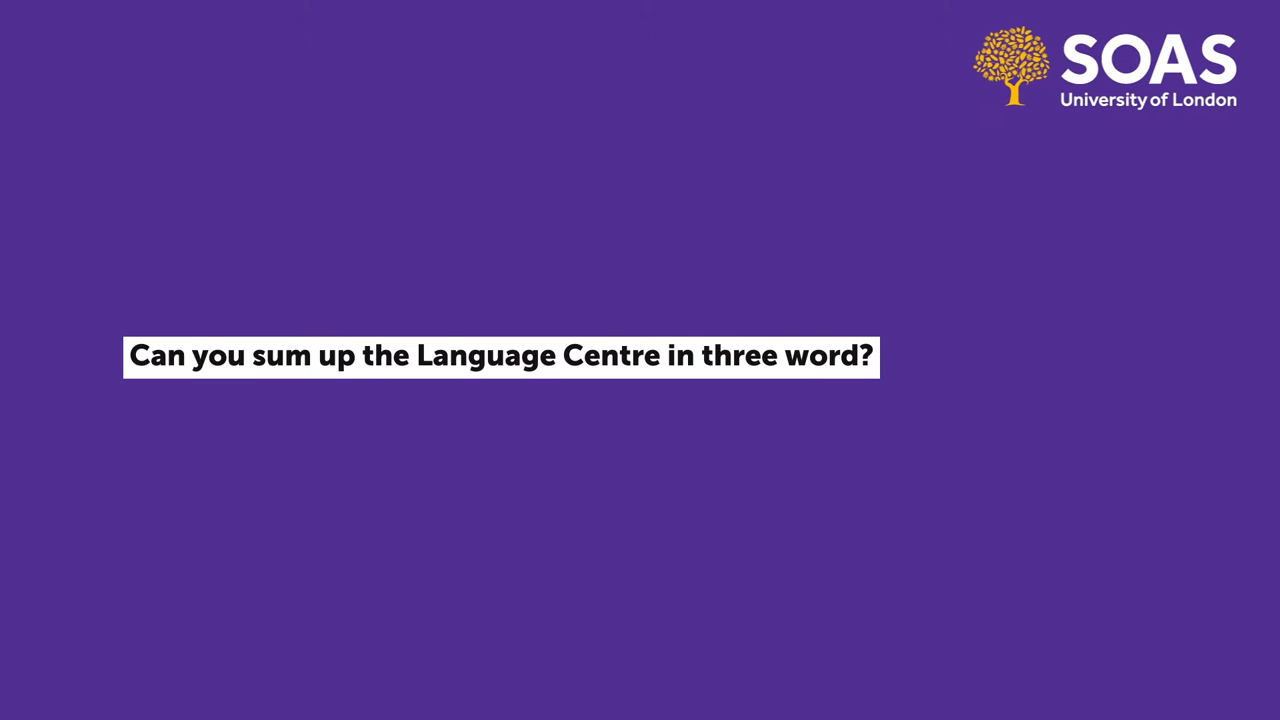 SOAS
University of London
Can you sum up the Language Centre in three word?